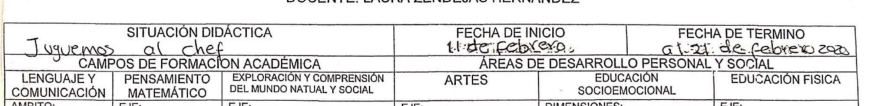 DOCENTE: LAURA ZENDEJAS HERNANDEZ
SITUACIÓN DIDÁCTICA FECHA DE INICIO FECHA DE TERMINO
Juguemos al chef 11 de febrero. al 21 de febrero 2020
CAMPOS DE FORMACIÓN ACADÉMICA ÁREAS DE DESARROLLO PERSONAL Y SOCIAL
LENGUAJE Y COMUNICACIÓN PENSAMIENTO MATEMÁTICO EXPLORACIÓN Y COMPRENSIÓN DEL MUNDO NATUAL Y SOCIAL ARTES EDUCACIÓN SOCIOEMOCIONAL EDUCACIÓN FISICA
AMBITO: EJE: EJE: EJE: DIMENSIONES: EJE: